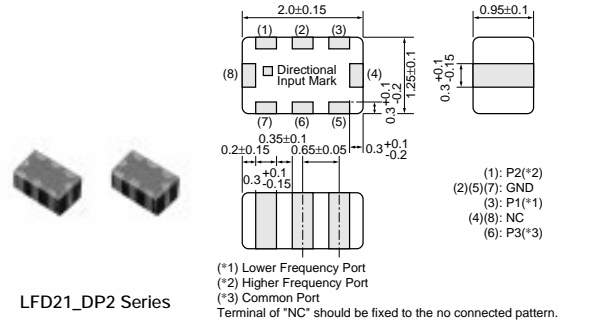 2.0±0.15
0.95±0.1
(1) (2) (3)
(8) Directional Input Mark (4)
(7) (6) (5)
1.25±0.1
0.3 +0.1 -0.2
0.3 +0.1 -0.15
0.35±0.1
0.2±0.15 0.65±0.05 0.3 +0.1 -0.2
0.3 +0.1 -0.15
(1): P2(*2)
(2)(5)(7): GND
(3): P1(*1)
(4)(8): NC
(6): P3(*3)
(*1) Lower Frequency Port
(*2) Higher Frequency Port
(*3) Common Port
Terminal of "NC" should be fixed to the no connected pattern.
LFD21_DP2 Series